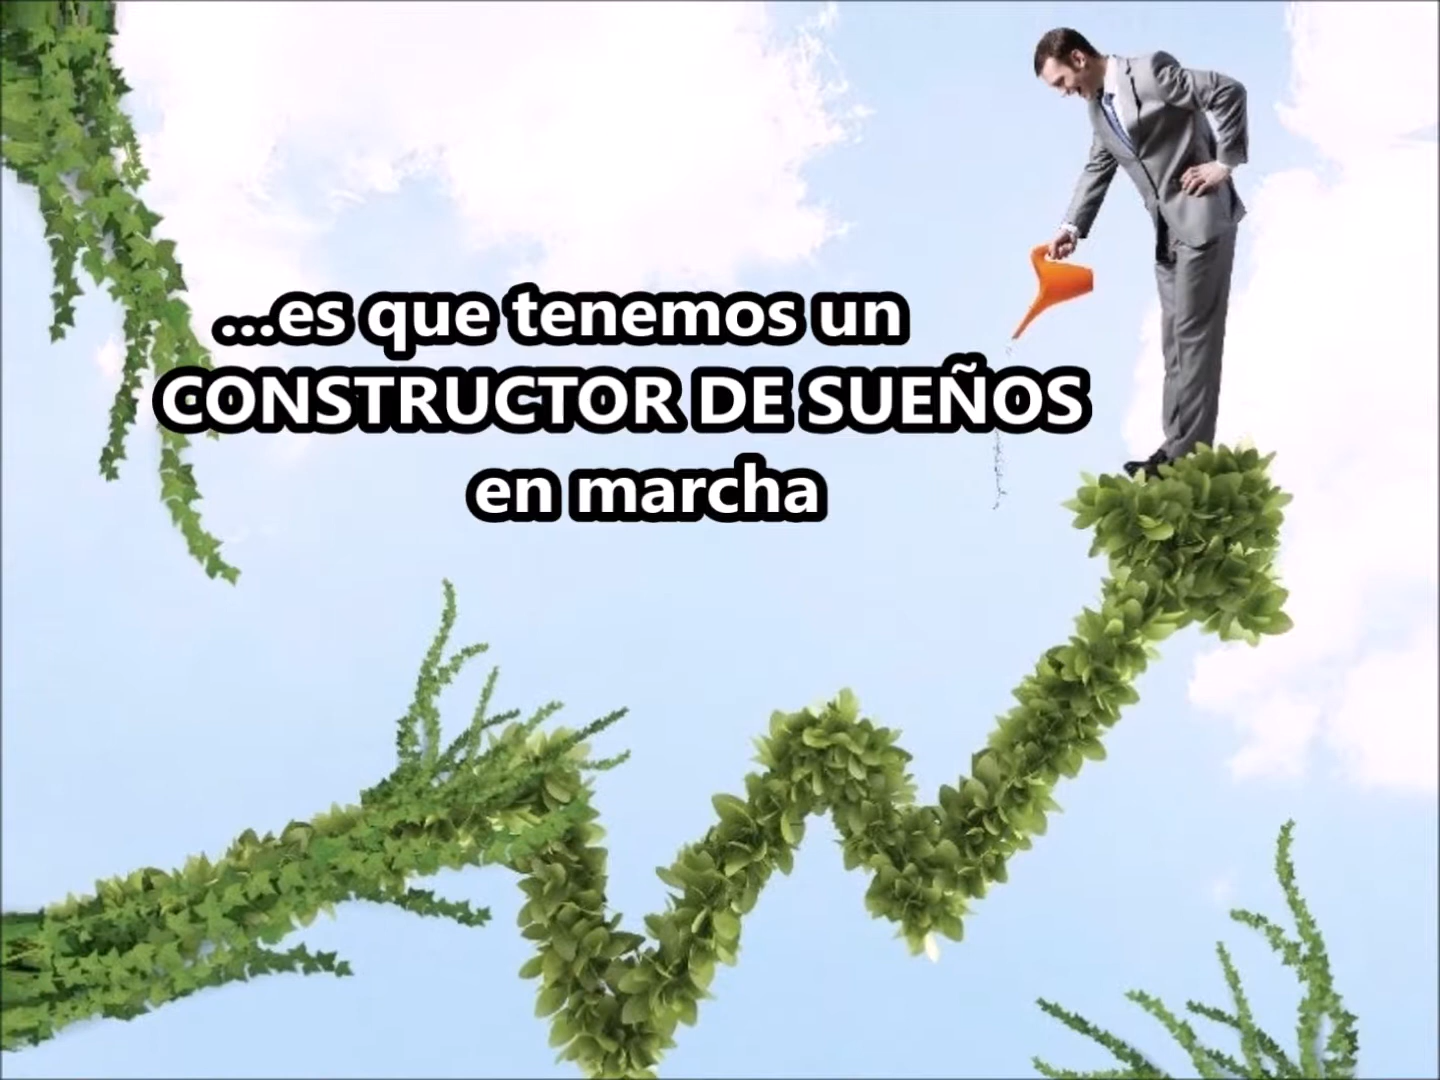 ...es que tenemos un
CONSTRUCTOR DE SUEÑOS
en marcha